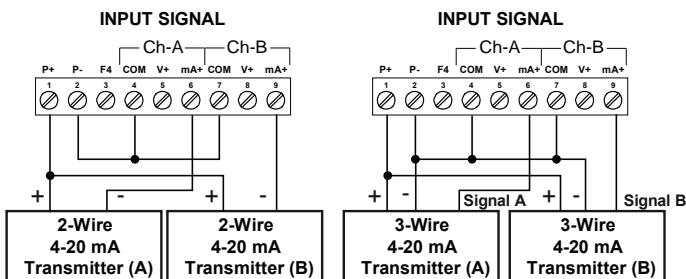 INPUT SIGNAL
Ch-A Ch-B
P+ P- F4 COM V+ mA+ COM V+ mA+
1 2 3 4 5 6 7 8 9
+ - + -
2-Wire
4-20 mA
Transmitter (A)
2-Wire
4-20 mA
Transmitter (B)
INPUT SIGNAL
Ch-A Ch-B
P+ P- F4 COM V+ mA+ COM V+ mA+
1 2 3 4 5 6 7 8 9
+ - Signal A + - Signal B
3-Wire
4-20 mA
Transmitter (A)
3-Wire
4-20 mA
Transmitter (B)